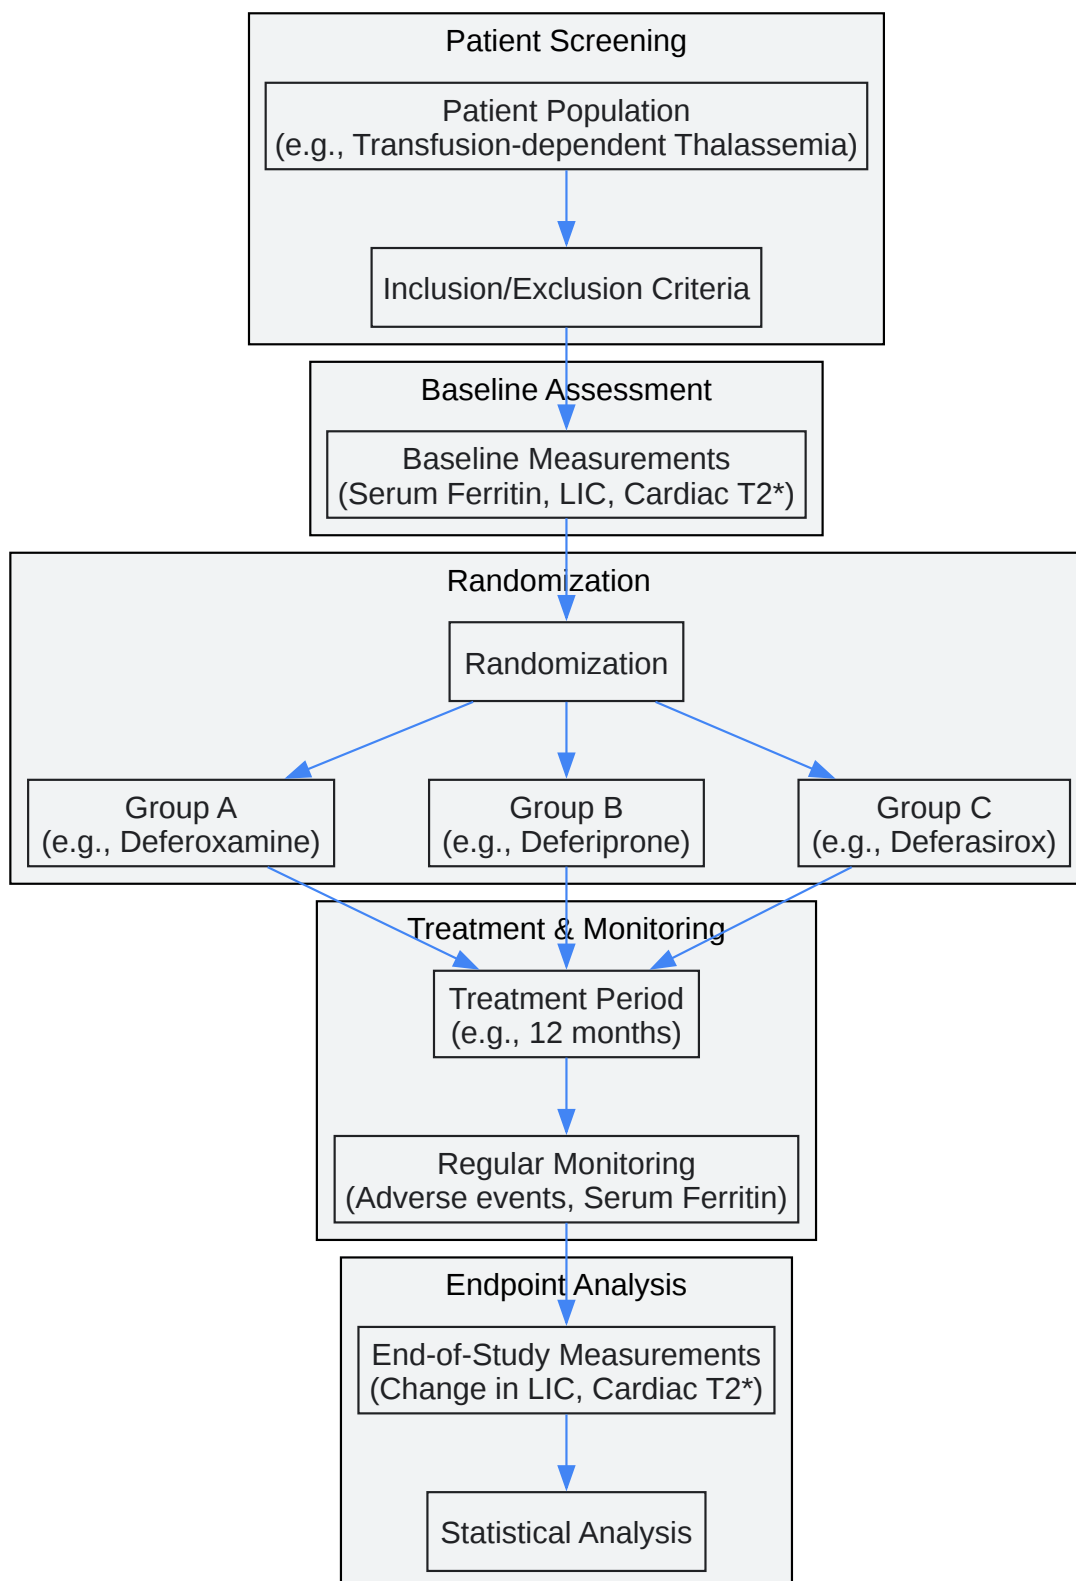 Patient Screening
Patient Population
(e.g., Transfusion-dependent Thalassemia)
Inclusion/Exclusion Criteria
Baseline Assessment
Baseline Measurements
(Serum Ferritin, LIC, Cardiac T2*)
Randomization
Randomization
Group A
(e.g., Deferoxamine)
Group B
(e.g., Deferiprone)
Group C
(e.g., Deferasirox)
Treatment & Monitoring
Treatment Period
(e.g., 12 months)
Regular Monitoring
(Adverse events, Serum Ferritin)
Endpoint Analysis
End-of-Study Measurements
(Change in LIC, Cardiac T2*)
Statistical Analysis